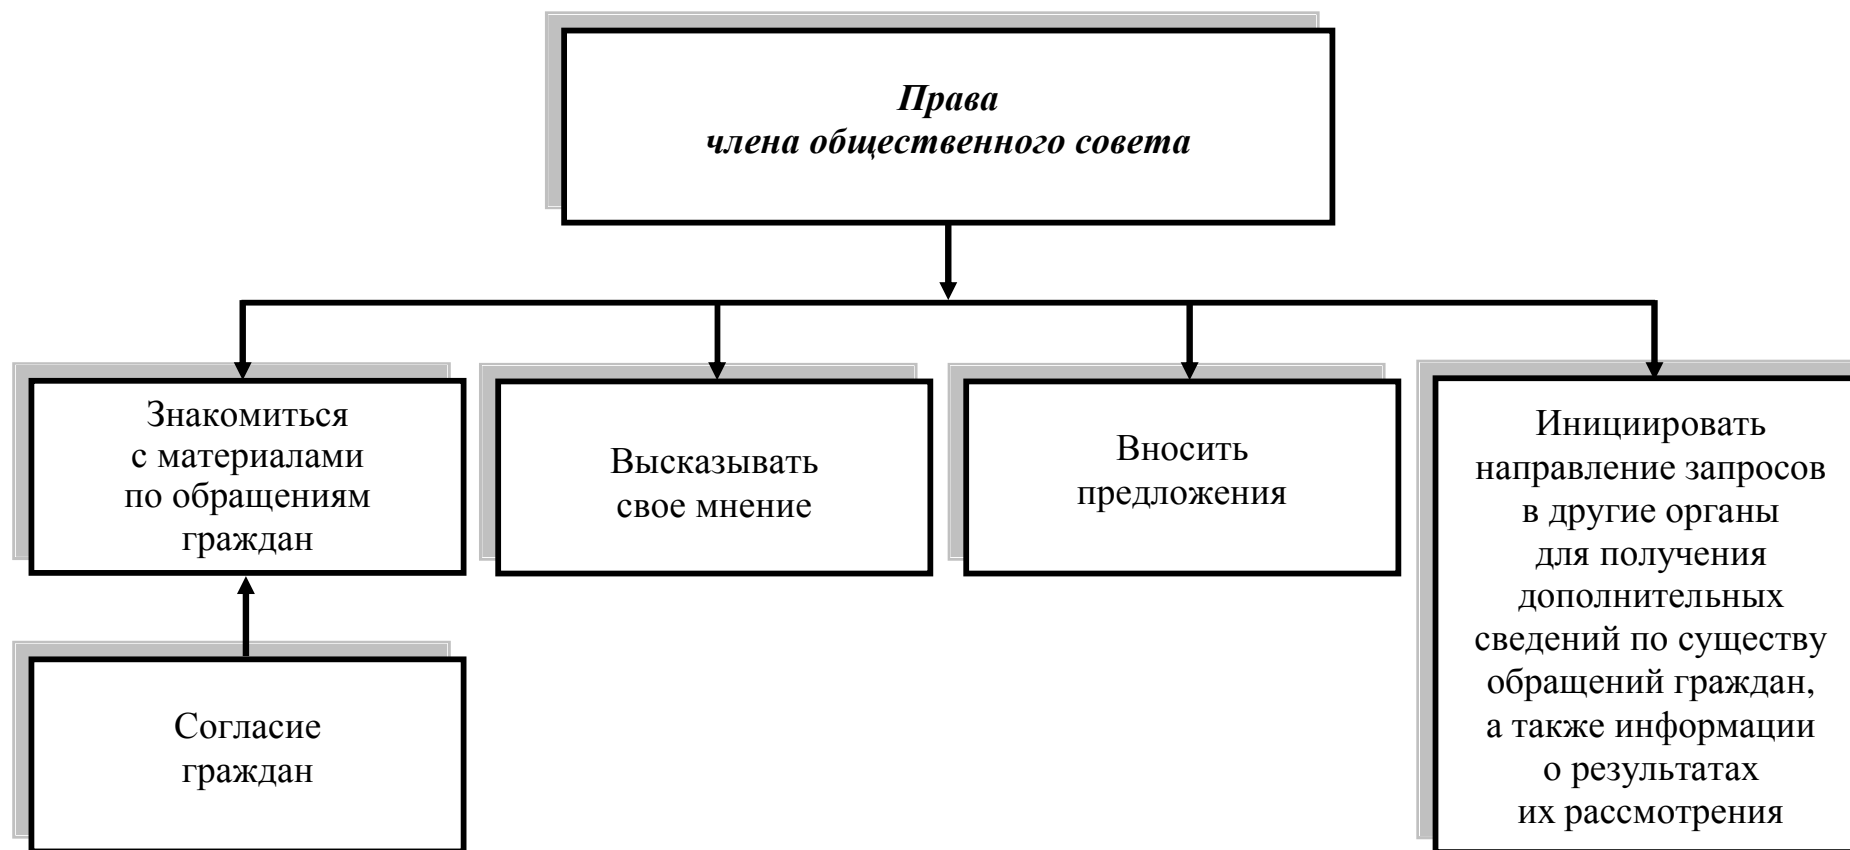 Права
члена общественного совета
Знакомиться
с материалами
по обращениям
граждан
Высказывать
свое мнение
Вносить
предложения
Инициировать
направление запросов
в другие органы
для получения
дополнительных
сведений по существу
обращений граждан,
а также информации
о результатах
их рассмотрения
Согласие
граждан